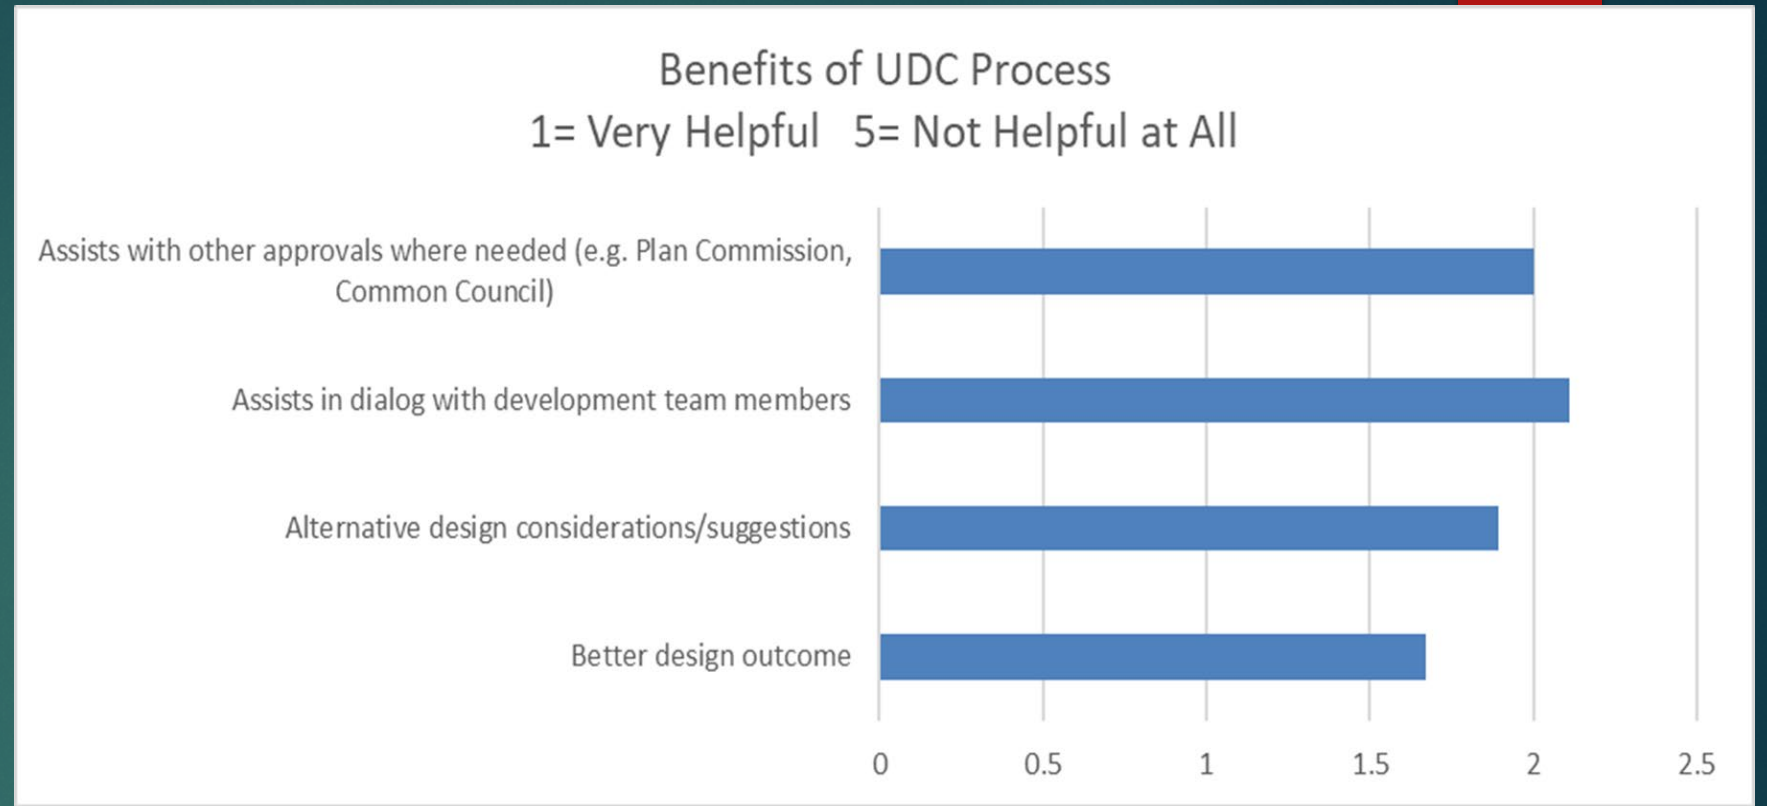 Benefits of UDC Process
1= Very Helpful   5= Not Helpful at All
Assists with other approvals where needed (e.g. Plan Commission,
Common Council)
Assists in dialog with development team members
Alternative design considerations/suggestions
Better design outcome
0 0.5 1 1.5 2 2.5